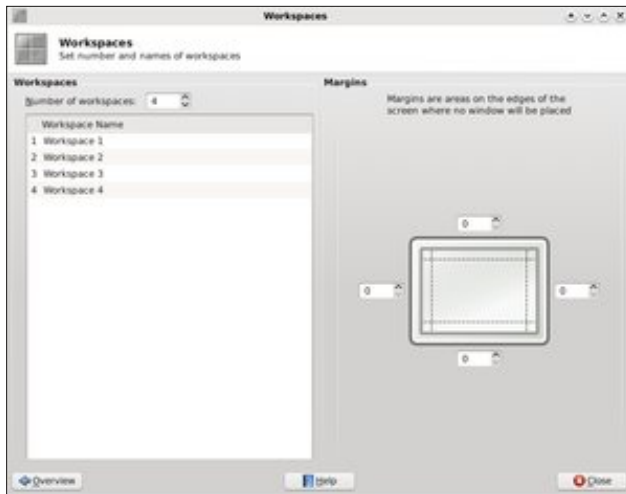 Workspaces
Workspaces
Set number and names of workspaces
Workspaces
Number of workspaces: 4
Workspace Name
1 Workspace 1
2 Workspace 2
3 Workspace 3
4 Workspace 4
Margins
Margins are areas on the edges of the
screen where no window will be placed
0
0
0
0
Overview
Help
Close